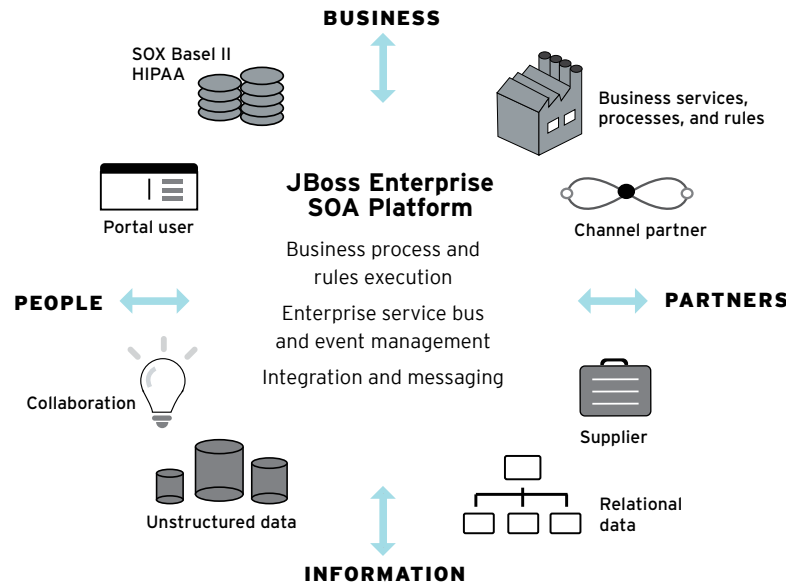 BUSINESS
SOX Basel II
HIPAA
Business services,
processes, and rules
JBoss Enterprise
SOA Platform
Portal user
Channel partner
Business process and
rules execution
PEOPLE
PARTNERS
Enterprise service bus
and event management
Integration and messaging
Collaboration
Supplier
Unstructured data
Relational
data
INFORMATION